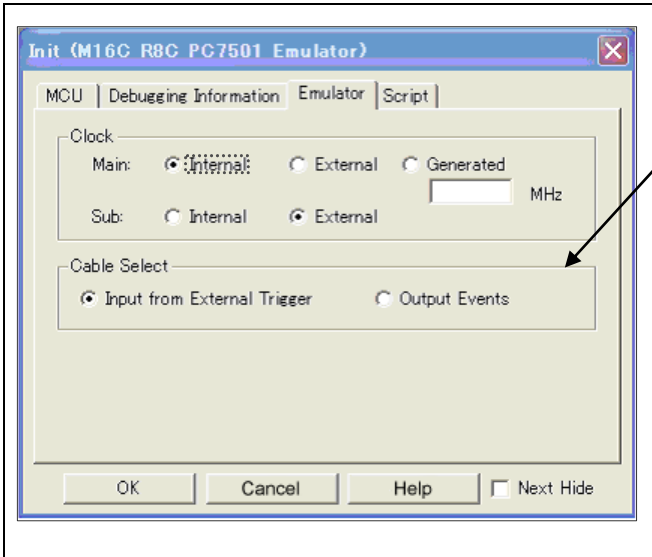 Init (M16C R8C PC7501 Emulator)
MCU Debugging Information Emulator Script
Clock
Main: Internal External Generated
MHz
Sub: Internal External
Cable Select
Input from External Trigger Output Events
OK Cancel Help Next Hide